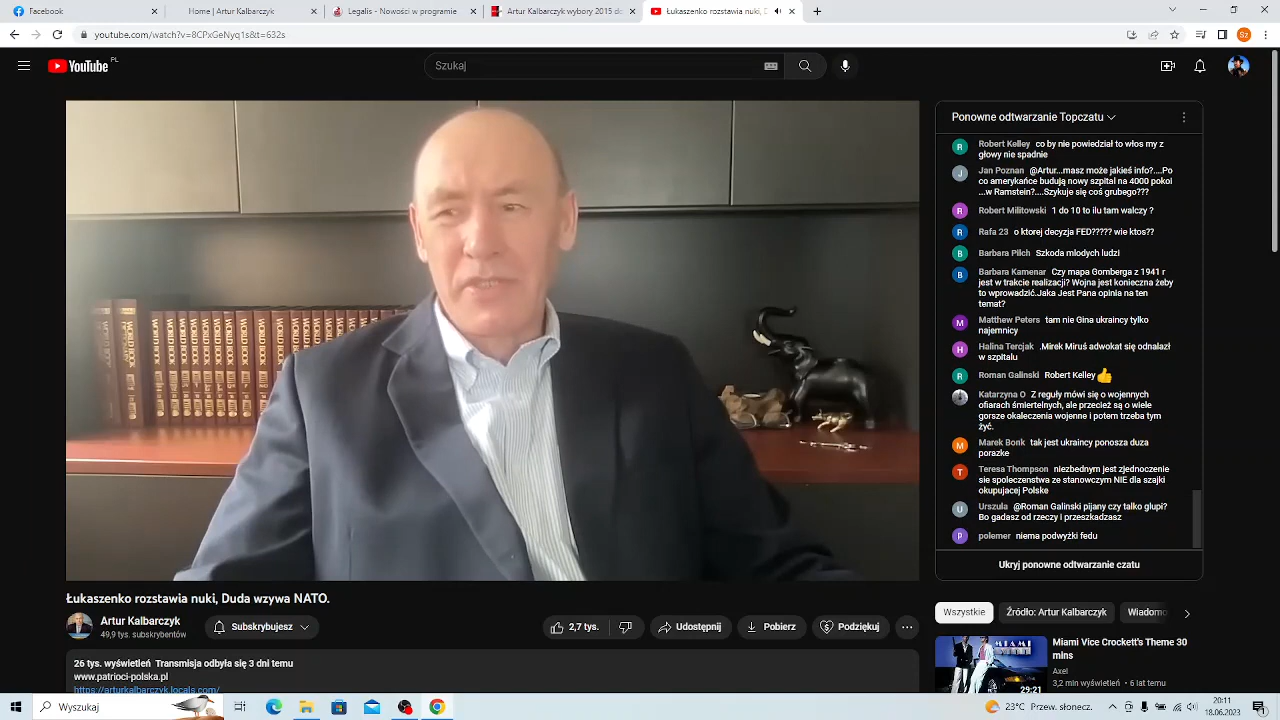 Facebook
Home | Artur Kalbarczyk
Legalis - Nowości w programie
Artur Kalbarczyk wybory 2015 do
Łukaszenko rozstawia nuki, D
youtube.com/watch?v=8CPxGeNyq1s&t=632s
Sz
YouTube PL
Szukaj
Ponowne odtwarzanie Topczatu
Robert Kelley co by nie powiedział to włos my z
głowy nie spadnie
Jan Poznan @Artur...masz może jakieś info?....Po
co amerykańce budują nowy szpital na 4000 pokoi
...w Ramstein?....Szykuje się coś grubego???
Robert Militowski 1 do 10 to ilu tam walczy ?
Rafa 23 o ktorej decyzja FED????? wie ktos??
Barbara Pilch Szkoda młodych ludzi
Barbara Kamenar Czy mapa Gomberga z 1941 r
jest w trakcie realizacji? Wojna jest konieczna żeby
to wprowadzić.Jaka Jest Pana opinia na ten
temat?
Matthew Peters tam nie Gina ukraincy tylko
najemnicy
Halina Tercjak .Mirek Miruś adwokat się odnalazł
w szpitalu
Roman Galinski Robert Kelley
Katarzyna O Z reguły mówi się o wojennych
ofiarach śmiertelnych, ale przecież są o wiele
gorsze okaleczenia wojenne i potem trzeba tym
żyć.
Marek Bonk tak jest ukraincy ponosza duza
porazke
Teresa Thompson niezbednym jest zjednoczenie
sie spoleczenstwa ze stanowczym NIE dla szajki
okupujacej Polske
Urszula @Roman Galinski pijany czy talko glupi?
Bo gadasz od rzeczy i przeszkadzasz
polemer niema podwyżki fedu
Ukryj ponowne odtwarzanie czatu
WORLD BOOK
Łukaszenko rozstawia nuki, Duda wzywa NATO.
Artur Kalbarczyk
49,9 tys. subskrybentów
Subskrybujesz
2,7 tys.
Udostępnij
Pobierz
Podziękuj
26 tys. wyświetleń Transmisja odbyła się 3 dni temu
www.patrioci-polska.pl
https://arturkalbarczyk.locals.com/
Wszystkie
Źródło: Artur Kalbarczyk
Wiadomo
MIAMI
29:21
Miami Vice Crockett's Theme 30
mins
Axel
3,2 mln wyświetleń • 6 lat temu
Wyszukaj
23°C Przew. słonecz.
20:11
18.06.2023